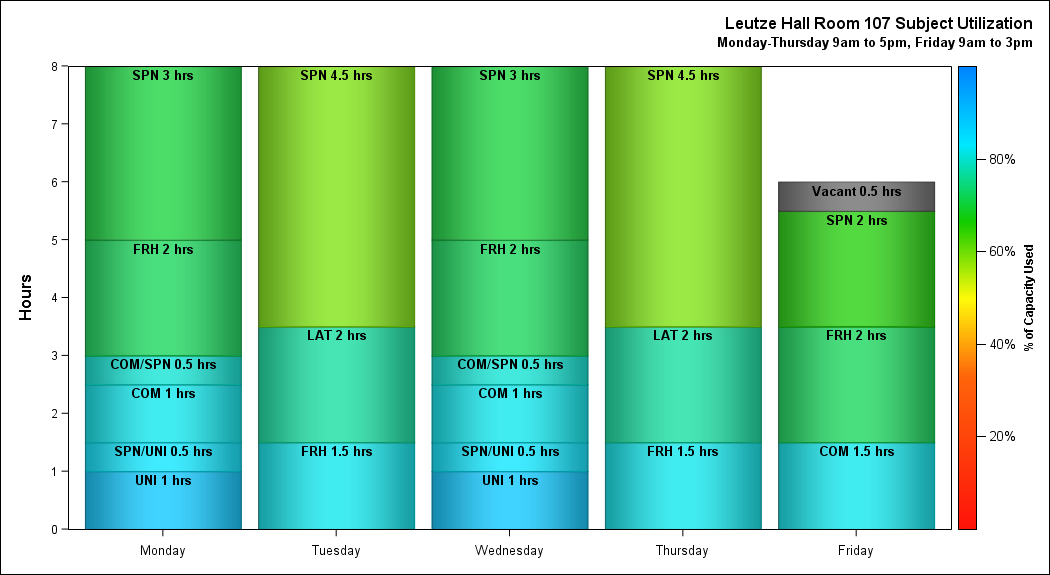 Leutze Hall Room 107 Subject Utilization
Monday-Thursday 9am to 5pm, Friday 9am to 3pm
Hours
8
7
6
5
4
3
2
1
0
SPN 3 hrs
FRH 2 hrs
COM/SPN 0.5 hrs
COM 1 hrs
SPN/UNI 0.5 hrs
UNI 1 hrs
SPN 4.5 hrs
LAT 2 hrs
FRH 1.5 hrs
SPN 3 hrs
FRH 2 hrs
COM/SPN 0.5 hrs
COM 1 hrs
SPN/UNI 0.5 hrs
UNI 1 hrs
SPN 4.5 hrs
LAT 2 hrs
FRH 1.5 hrs
Vacant 0.5 hrs
SPN 2 hrs
FRH 2 hrs
COM 1.5 hrs
Monday
Tuesday
Wednesday
Thursday
Friday
80%
60%
40%
20%
% of Capacity Used